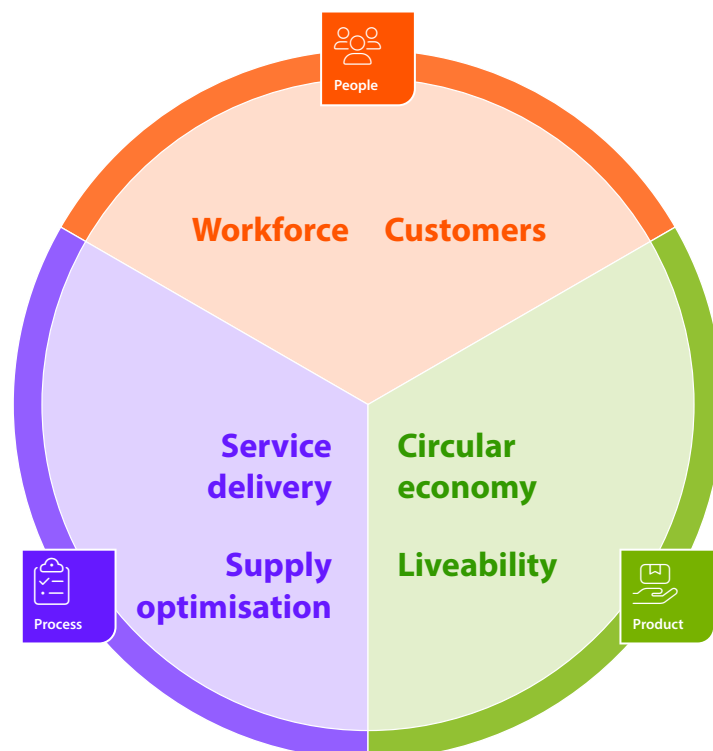 People
Workforce
Customers
Service
delivery
Supply
optimisation
Circular
economy
Liveability
Process
Product